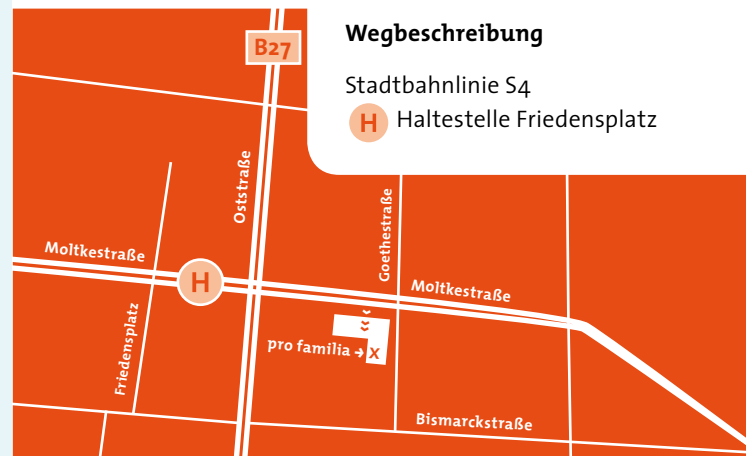 Wegbeschreibung
Stadtbahnlinie S4
H Haltestelle Friedensplatz
B27
Oststraße
Goethestraße
Moltkestraße
H
Moltkestraße
Friedensplatz
pro familia → x
Bismarckstraße